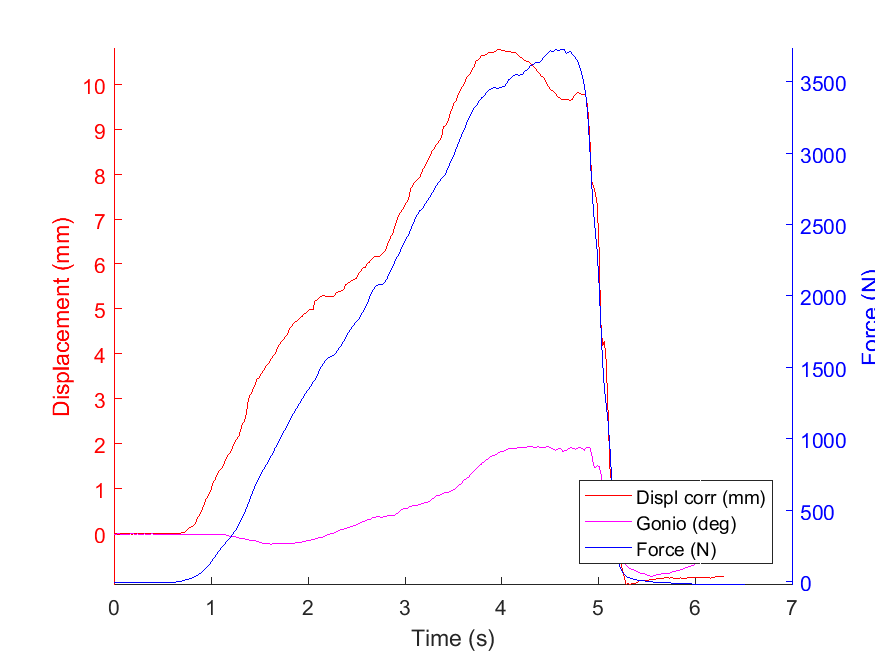 10
9
8
7
6
5
4
3
2
1
0
Displacement (mm)
3500
3000
2500
2000
1500
1000
500
0
Force (N)
Displ corr (mm)
Gonio (deg)
Force (N)
0 1 2 3 4 5 6 7
Time (s)